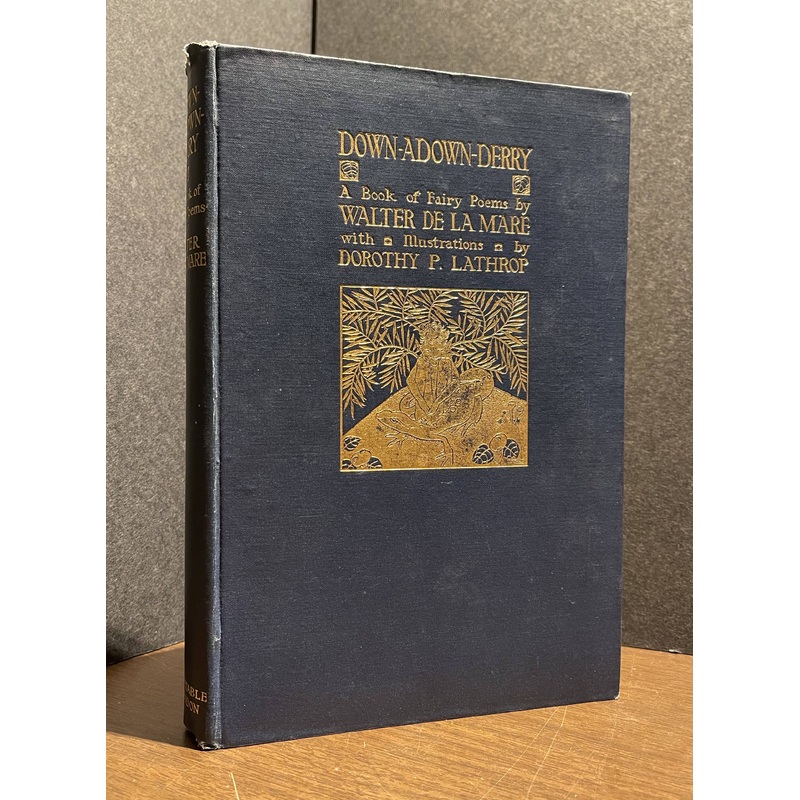 DOWN-ADOWN-DERRY
A Book of Fairy Poems by
WALTER DE LA MARE
with Illustrations by
DOROTHY P. LATHROP